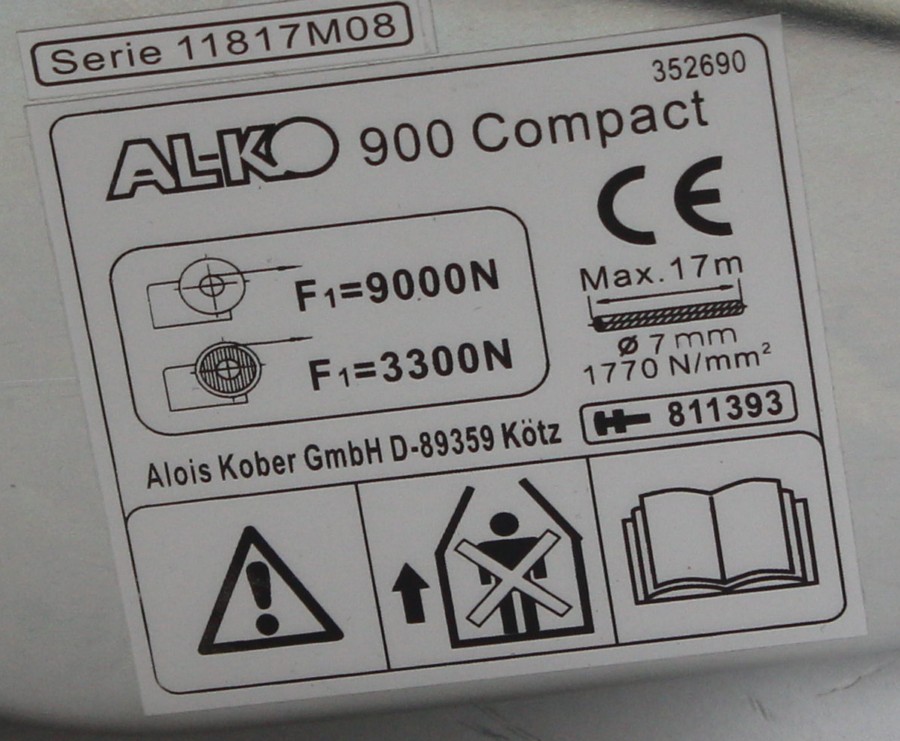 Serie 11817M08
352690
AL-KO 900 Compact
CE
F1=9000N
Max.17m
F1=3300N
Ø 7 mm
1770 N/mm²
811393
Alois Kober GmbH D-89359 Kötz